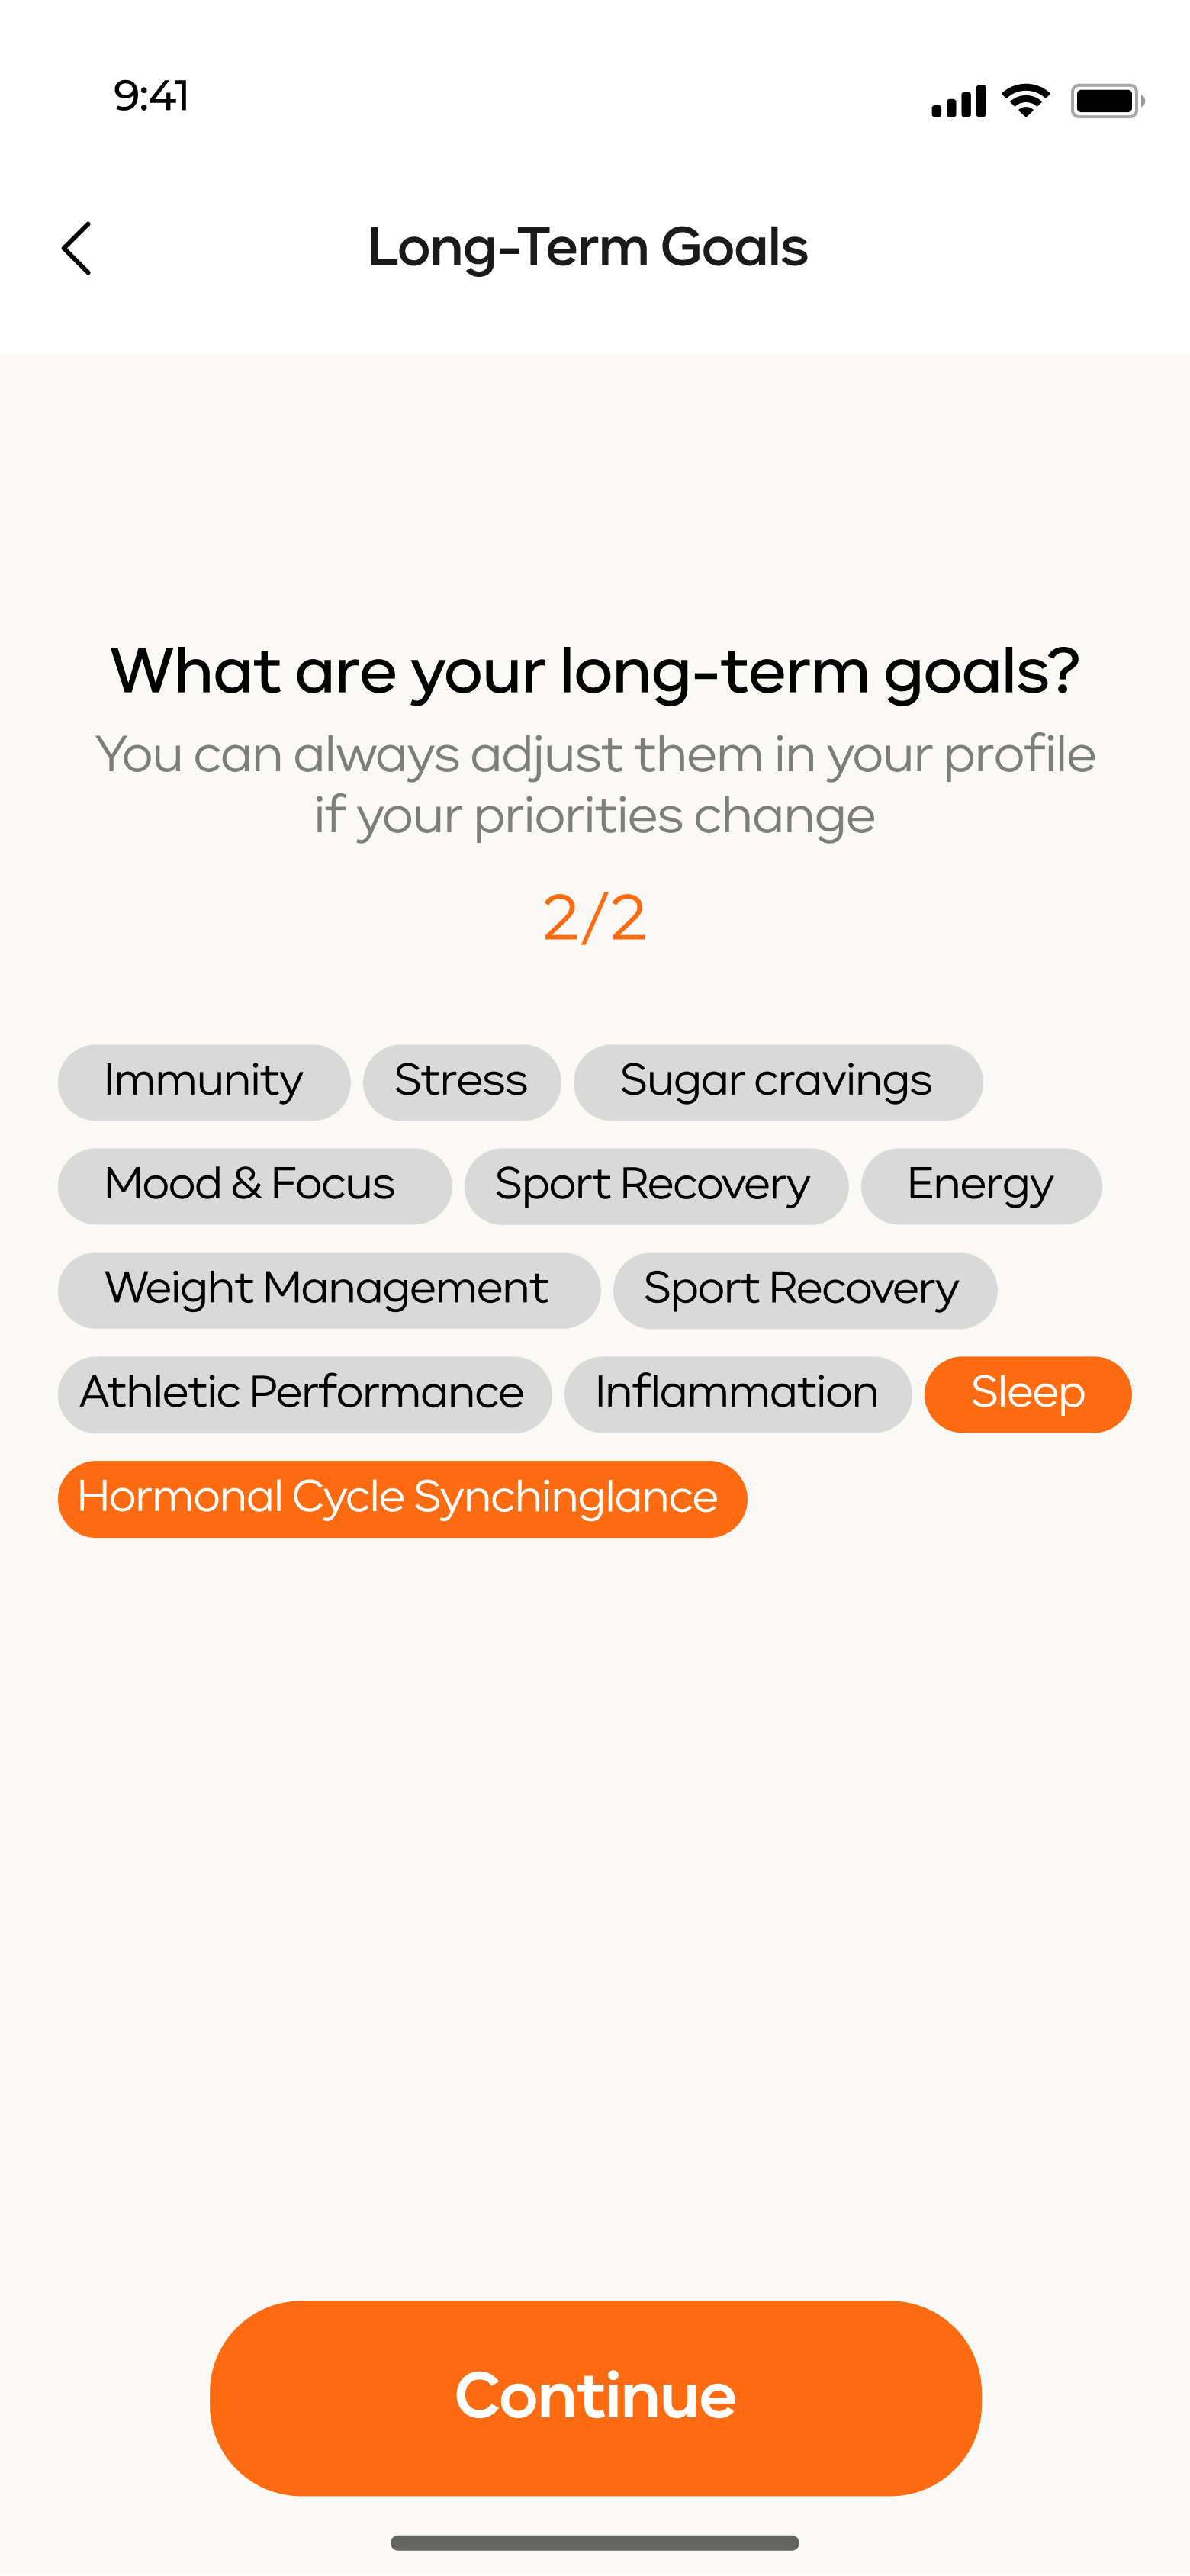 9:41
Long-Term Goals
What are your long-term goals?
You can always adjust them in your profile
if your priorities change
2/2
Immunity Stress Sugar cravings
Mood & Focus Sport Recovery Energy
Weight Management Sport Recovery
Athletic Performance Inflammation Sleep
Hormonal Cycle Synchinglance
Continue